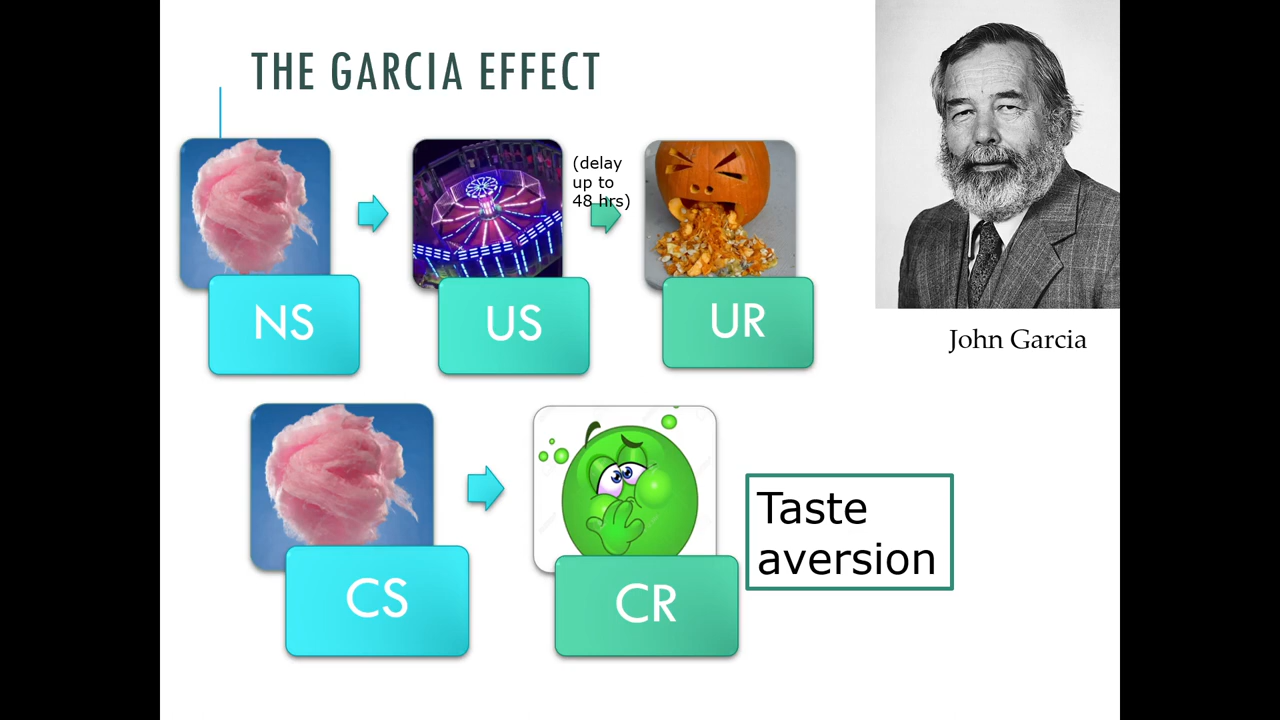 THE GARCIA EFFECT
(delay
up to
48 hrs)
NS
US
UR
John Garcia
CS
CR
Taste
aversion